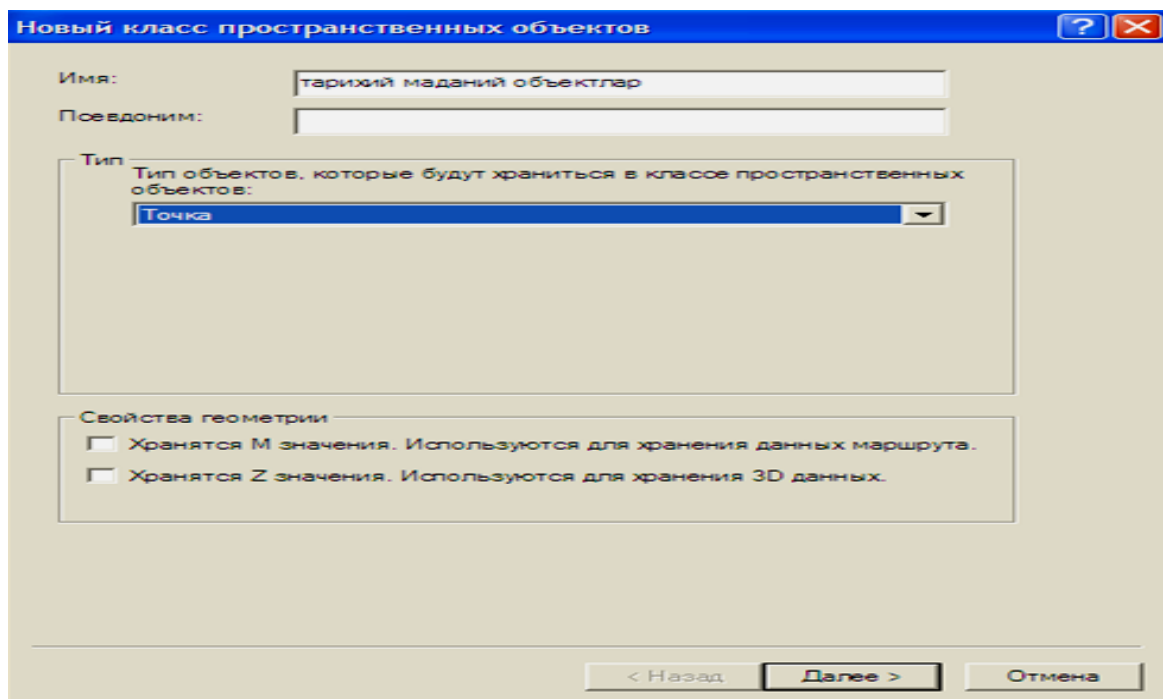 Новый класс пространственных объектов
Имя:
тарихий маданий объектлар
Псевдоним:
Тип
Тип объектов, которые будут храниться в классе пространственных
объектов:
Точка
Свойства геометрии
Хранятся M значения. Используются для хранения данных маршрута.
Хранятся Z значения. Используются для хранения 3D данных.
< Назад
Далее >
Отмена